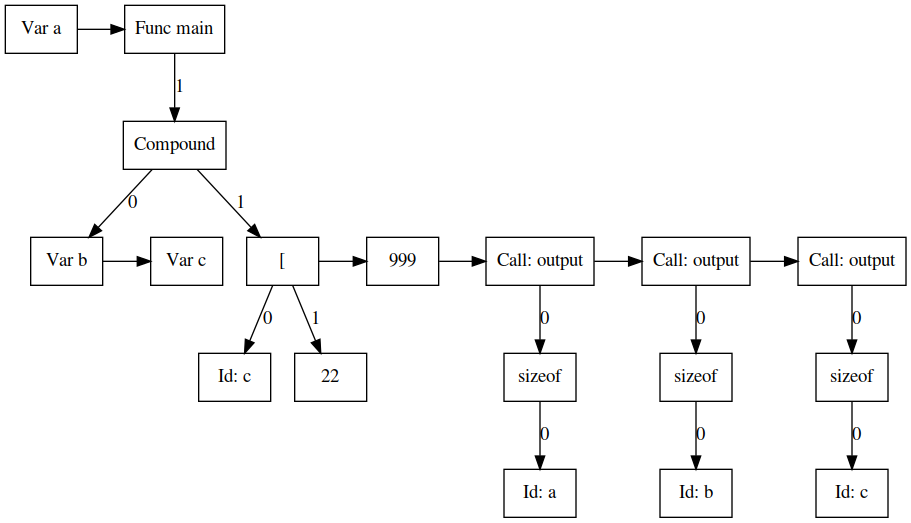 Var a
Func main
1
Compound
0
1
Var b
Var c
[
999
Call: output
Call: output
Call: output
0
1
0
0
0
Id: c
22
sizeof
sizeof
sizeof
0
0
0
Id: a
Id: b
Id: c